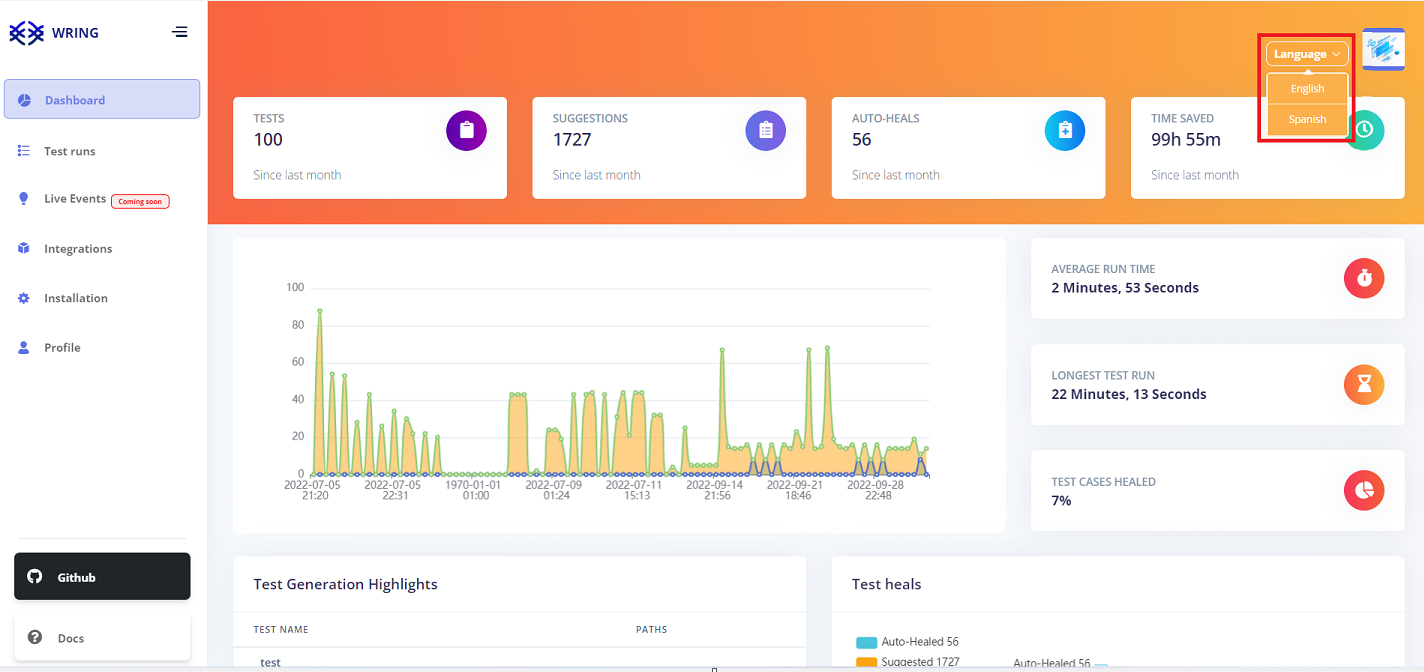 WRING
Dashboard
Test runs
Live Events Coming soon
Integrations
Installation
Profile
Github
Docs
Language
English
Spanish
TESTS
100
Since last month
SUGGESTIONS
1727
Since last month
AUTO-HEALS
56
Since last month
TIME SAVED
99h 55m
Since last month
100
80
60
40
20
0
2022-07-05
21:20
2022-07-05
22:31
1970-01-01
01:00
2022-07-09
01:24
2022-07-11
15:13
2022-09-14
21:56
2022-09-21
18:46
2022-09-28
22:48
AVERAGE RUN TIME
2 Minutes, 53 Seconds
LONGEST TEST RUN
22 Minutes, 13 Seconds
TEST CASES HEALED
7%
Test Generation Highlights
TEST NAME PATHS
test
Test heals
Auto-Healed 56
Suggested 1727
Auto-Healed 56